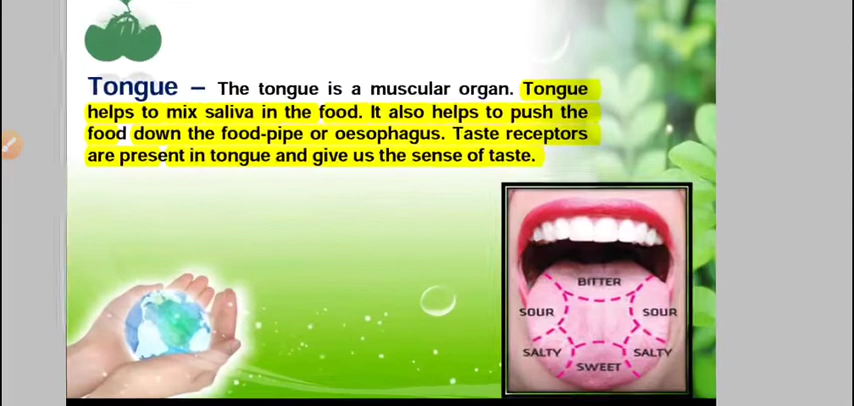 Tongue – The tongue is a muscular organ. Tongue
helps to mix saliva in the food. It also helps to push the
food down the food-pipe or oesophagus. Taste receptors
are present in tongue and give us the sense of taste.
BITTER
SOUR SOUR
SALTY SALTY
SWEET